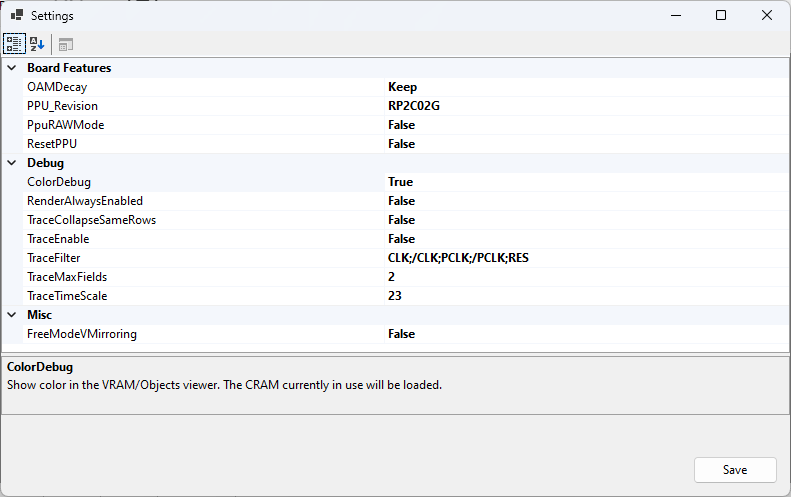 Settings
A Z
Board Features
OAMDecay Keep
PPU_Revision RP2C02G
PpuRAWMode False
ResetPPU False
Debug
ColorDebug True
RenderAlwaysEnabled False
TraceCollapseSameRows False
TraceEnable False
TraceFilter CLK;/CLK;PCLK;/PCLK;RES
TraceMaxFields 2
TraceTimeScale 23
Misc
FreeModeVMirroring False
ColorDebug
Show color in the VRAM/Objects viewer. The CRAM currently in use will be loaded.
Save